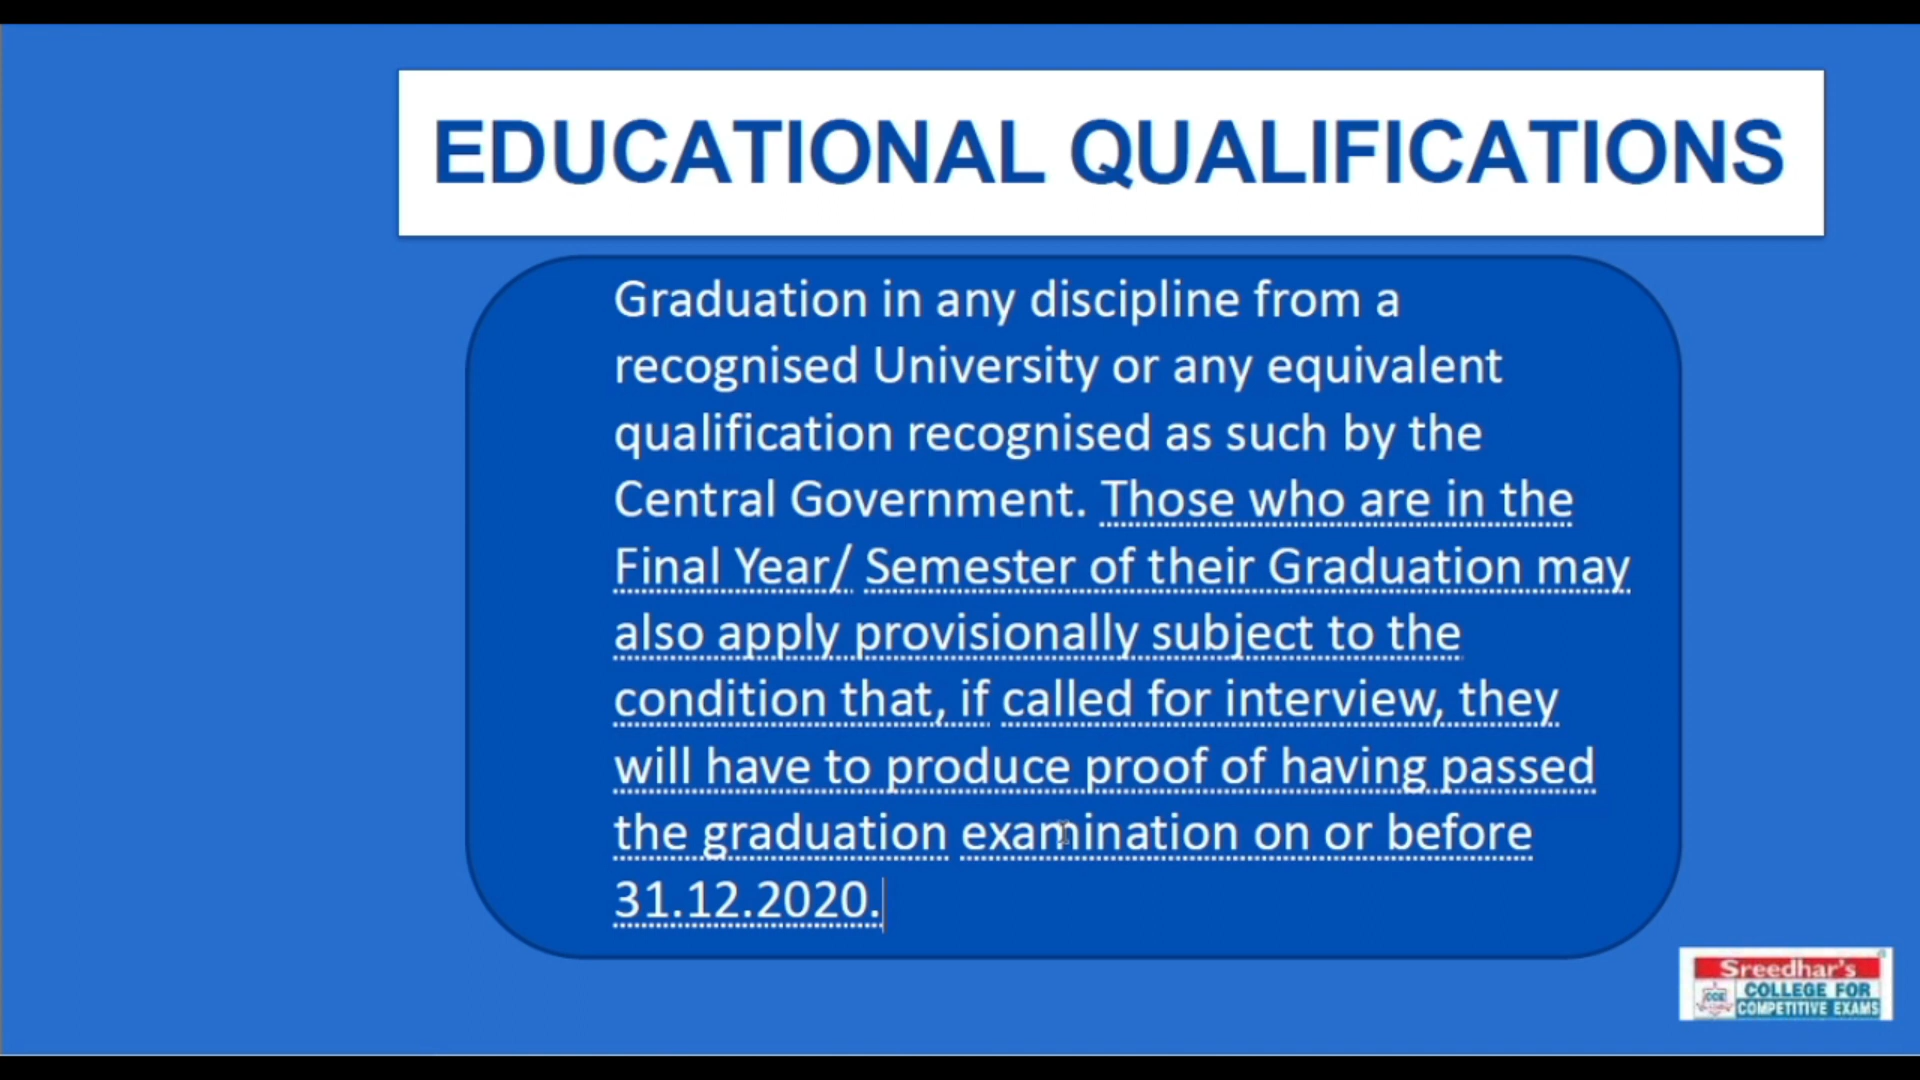 EDUCATIONAL QUALIFICATIONS
Graduation in any discipline from a
recognised University or any equivalent
qualification recognised as such by the
Central Government. Those who are in the
Final Year/ Semester of their Graduation may
also apply provisionally subject to the
condition that, if called for interview, they
will have to produce proof of having passed
the graduation examination on or before
31.12.2020.
Sreedhar's
CCE
COLLEGE FOR
COMPETITIVE EXAMS